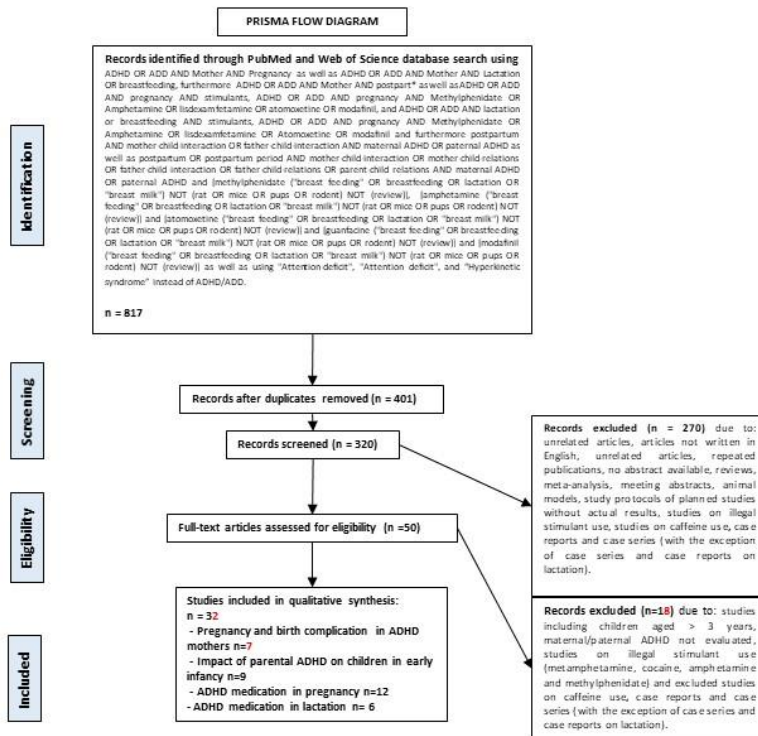 PRISMA FLOW DIAGRAM
Identification
Records identified through PubMed and Web of Science database search using
ADHD OR ADD AND Mother AND Pregnancy as well as ADHD OR ADD AND Mother AND Lactation
OR breastfeeding, furthermore ADHD OR ADD AND Mother AND postpart* as well as ADHD OR ADD
AND pregnancy AND stimulants, ADHD OR ADD AND pregnancy AND Methylphenidate OR
Amphetamine OR lisdexamfetamine OR atomoxetine OR modafinil, and ADHD OR ADD AND lactation
or breastfeeding AND stimulants, ADHD OR ADD AND pregnancy AND Methylphenidate OR
Amphetamine OR lisdexamfetamine OR Atomoxetine OR modafinil and furthermore postpartum
AND mother child interaction OR father child interaction AND maternal ADHD OR paternal ADHD as
well as postpartum OR postpartum period AND mother child interaction OR mother child relations
OR father child interaction OR father child relations OR parent child relations AND maternal ADHD
OR paternal ADHD and (methylphenidate ("breast feeding" OR breastfeeding OR lactation OR
"breast milk") NOT (rat OR mice OR pups OR rodent) NOT (review)), (amphetamine ("breast
feeding" OR breastfeeding OR lactation OR "breast milk") NOT (rat OR mice OR pups OR rodent) NOT
(review)) and (atomoxetine ("breast feeding" OR breastfeeding OR lactation OR "breast milk") NOT
(rat OR mice OR pups OR rodent) NOT (review)) and (guanfacine ("breast feeding" OR breastfeeding
OR lactation OR "breast milk") NOT (rat OR mice OR pups OR rodent) NOT (review)) and (modafinil
("breast feeding" OR breastfeeding OR lactation OR "breast milk") NOT (rat OR mice OR pups OR
rodent) NOT (review)) as well as using "Attention deficit", "Attention deficit", and "Hyperkinetic
syndrome" instead of ADHD/ADD.
n = 817
Screening
Records after duplicates removed (n = 401)
Records screened (n = 320)
Records excluded (n = 270) due to:
unrelated articles, articles not written in
English, unrelated articles, repeated
publications, no abstract available, reviews,
meta-analysis, meeting abstracts, animal
models, study protocols of planned studies
without actual results, studies on illegal
stimulant use, studies on caffeine use, case
reports and case series (with the exception
of case series and case reports on
lactation).
Eligibility
Full-text articles assessed for eligibility (n =50)
Records excluded (n=18) due to: studies
including children aged > 3 years,
maternal/paternal ADHD not evaluated,
studies on illegal stimulant use
(metamphetamine, cocaine, amphetamine
and methylphenidate) and excluded studies
on caffeine use, case reports and case
series (with the exception of case series and
case reports on lactation).
Included
Studies included in qualitative synthesis:
n = 32
- Pregnancy and birth complication in ADHD
mothers n=7
- Impact of parental ADHD on children in early
infancy n=9
- ADHD medication in pregnancy n=12
- ADHD medication in lactation n= 6